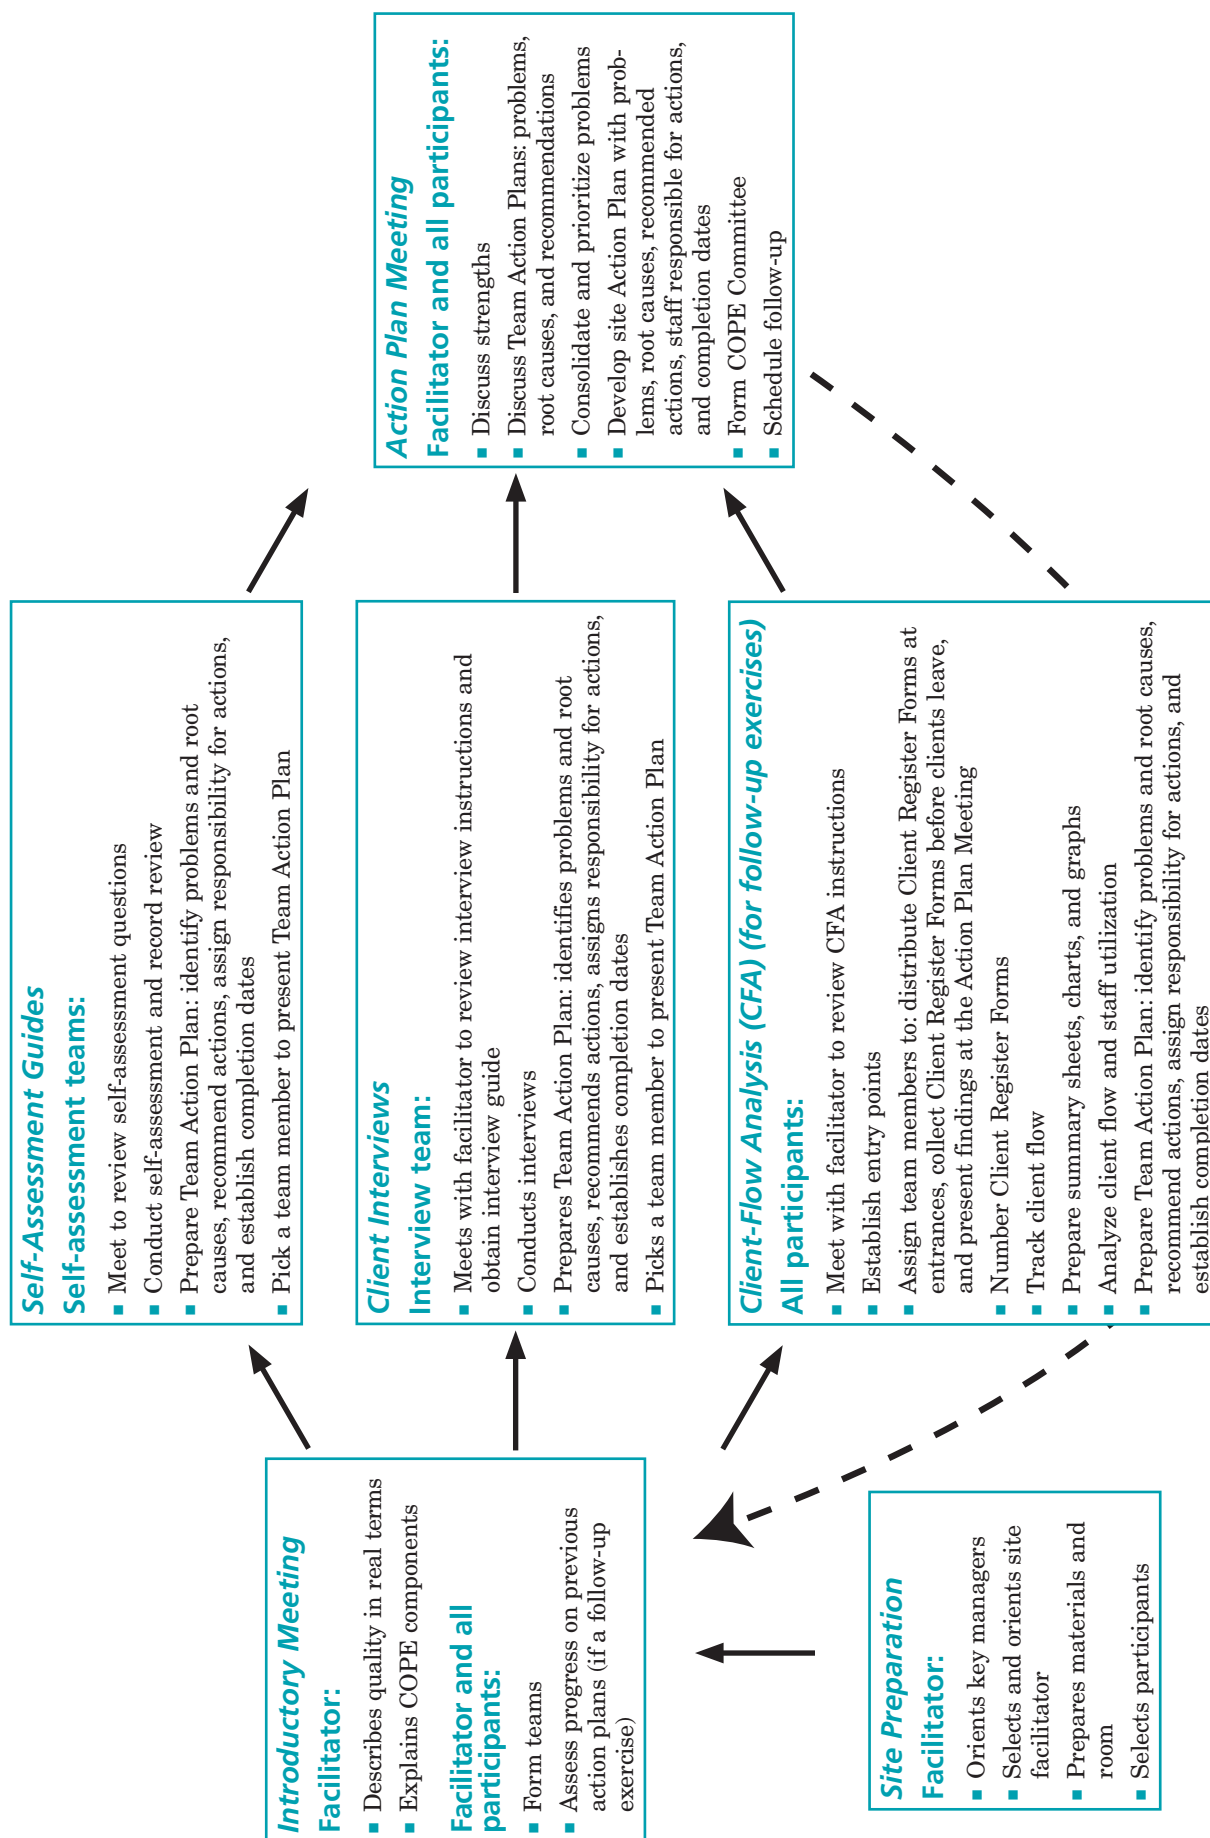 Site Preparation
Facilitator:
▪ Orients key managers
▪ Selects and orients site
facilitator
▪ Prepares materials and
room
▪ Selects participants
Introductory Meeting
Facilitator:
▪ Describes quality in real terms
▪ Explains COPE components
Facilitator and all
participants:
▪ Form teams
▪ Assess progress on previous
action plans (if a follow-up
exercise)
Self-Assessment Guides
Self-assessment teams:
▪ Meet to review self-assessment questions
▪ Conduct self-assessment and record review
▪ Prepare Team Action Plan: identify problems and root
causes, recommend actions, assign responsibility for actions,
and establish completion dates
▪ Pick a team member to present Team Action Plan
Client Interviews
Interview team:
▪ Meets with facilitator to review interview instructions and
obtain interview guide
▪ Conducts interviews
▪ Prepares Team Action Plan: identifies problems and root
causes, recommends actions, assigns responsibility for actions,
and establishes completion dates
▪ Picks a team member to present Team Action Plan
Client-Flow Analysis (CFA) (for follow-up exercises)
All participants:
▪ Meet with facilitator to review CFA instructions
▪ Establish entry points
▪ Assign team members to: distribute Client Register Forms at
entrances, collect Client Register Forms before clients leave,
and present findings at the Action Plan Meeting
▪ Number Client Register Forms
▪ Track client flow
▪ Prepare summary sheets, charts, and graphs
▪ Analyze client flow and staff utilization
▪ Prepare Team Action Plan: identify problems and root causes,
recommend actions, assign responsibility for actions, and
establish completion dates
Action Plan Meeting
Facilitator and all participants:
▪ Discuss strengths
▪ Discuss Team Action Plans: problems,
root causes, and recommendations
▪ Consolidate and prioritize problems
▪ Develop site Action Plan with prob-
lems, root causes, recommended
actions, staff responsible for actions,
and completion dates
▪ Form COPE Committee
▪ Schedule follow-up